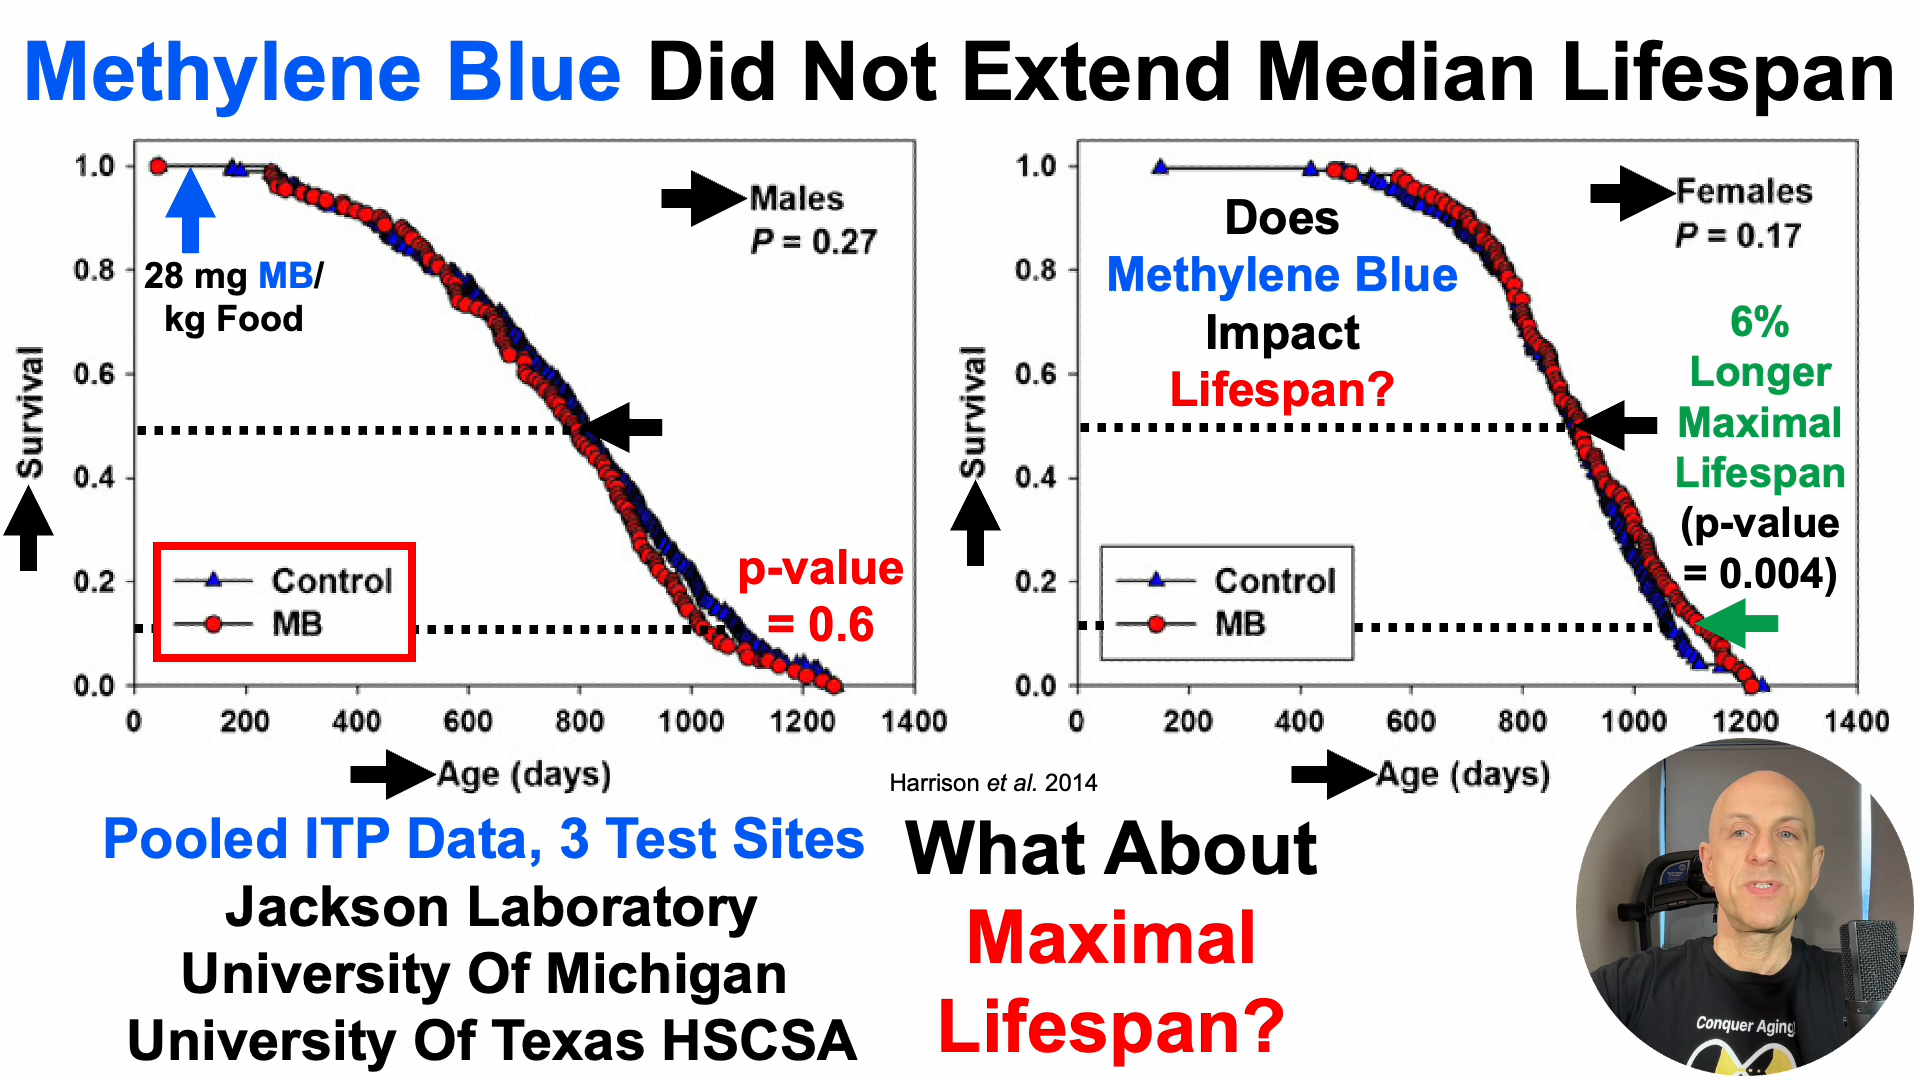 Methylene Blue Did Not Extend Median Lifespan
1.0
0.8
0.6
0.4
0.2
0.0
Survival
28 mg MB/
kg Food
Males
P = 0.27
Control
MB
p-value
= 0.6
0 200 400 600 800 1000 1200 1400
Age (days)
1.0
0.8
0.6
0.4
0.2
0.0
Survival
Does
Methylene Blue
Impact
Lifespan?
Females
P = 0.17
6%
Longer
Maximal
Lifespan
(p-value
= 0.004)
Control
MB
0 200 400 600 800 1000 1200 1400
Age (days)
Harrison et al. 2014
Pooled ITP Data, 3 Test Sites
Jackson Laboratory
University Of Michigan
University Of Texas HSCSA
What About
Maximal
Lifespan?
Conquer Aging